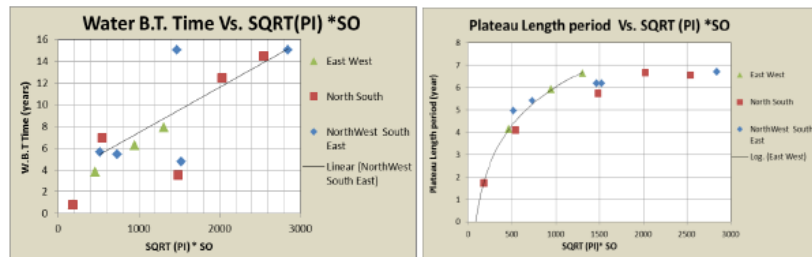 Water B.T. Time Vs. SQRT(PI) *SO
W.B.T Time (years)
16
14
12
10
8
6
4
2
0
0
1000
2000
3000
SQRT (PI)* SO
East West
North South
NorthWest South
East
Linear (NorthWest
South East)
Plateau Length period Vs. SQRT (PI) *SO
Plateau Length period (year)
8
7
6
5
4
3
2
1
0
0
500
1000
1500
2000
2500
3000
SQRT (PI)* SO
East West
North South
NorthWest South
East
Log. (East West)